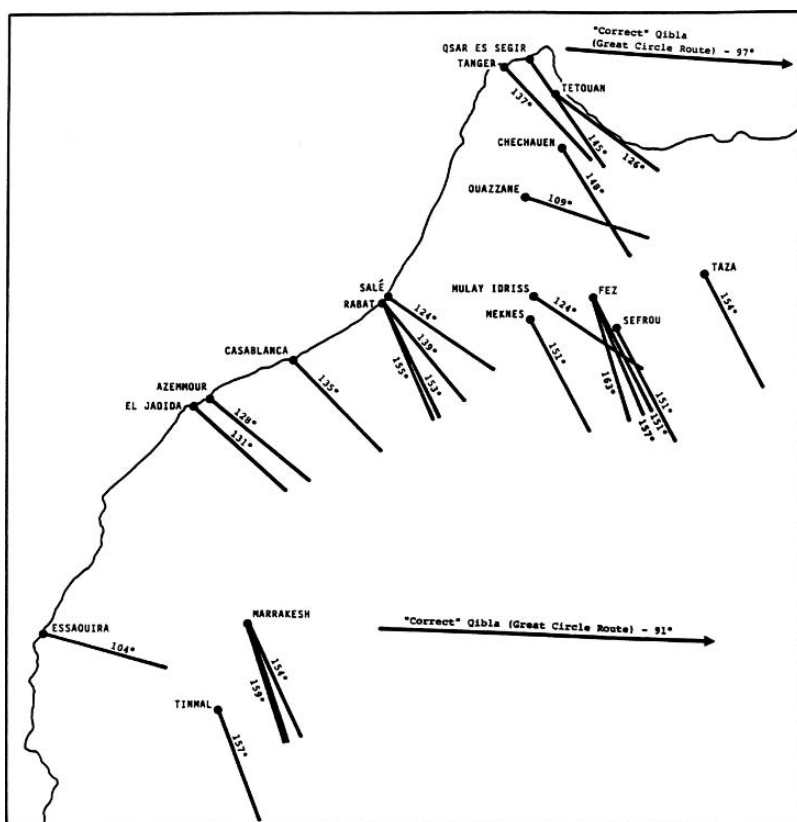 "Correct" Qibla
(Great Circle Route) - 97°
QSAR ES SEGIR
TANGER
TETOUAN
137°
145°
126°
CHECHAUEN
148°
OUAZZANE
109°
TAZA
154°
SALÉ
RABAT
124°
139°
155°
153°
MULAY IDRISS
124°
FEZ
MEKNES
SEFROU
151°
163°
151°
151°
157°
CASABLANCA
135°
AZEMMOUR
EL JADIDA
128°
131°
ESSAOUIRA
104°
MARRAKESH
154°
159°
"Correct" Qibla (Great Circle Route) - 91°
TINMAL
157°